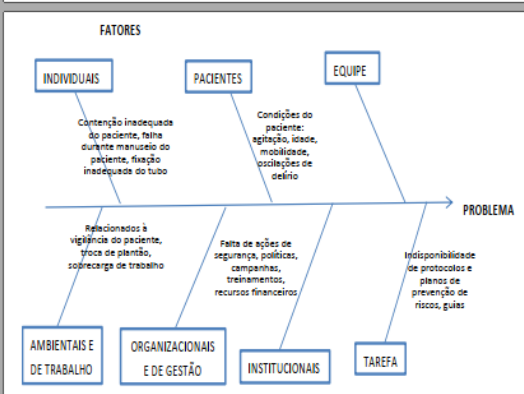 FATORES
INDIVIDUAIS
PACIENTES
EQUIPE
Contenção inadequada
do paciente, falha
durante manuseio do
paciente, fixação
inadequada do tubo
Condições do
paciente:
agitação, idade,
mobilidade,
oscilações de
delírio
PROBLEMA
Relacionados à
vigilância do paciente,
troca de plantão,
sobrecarga de trabalho
Falta de ações de
segurança, políticas,
campanhas,
treinamentos,
recursos financeiros
Indisponibilidade
de protocolos e
planos de
prevenção de
riscos, guias
AMBIENTAIS E
DE TRABALHO
ORGANIZACIONAIS
E DE GESTÃO
INSTITUCIONAIS
TAREFA